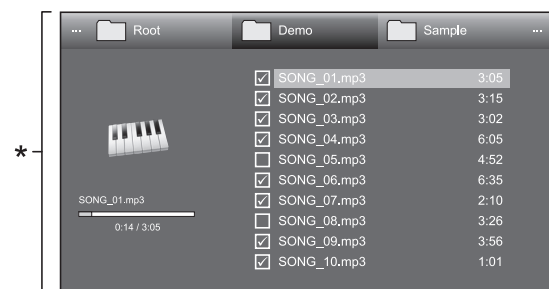 ... Root Demo Sample ...
SONG_01.mp3 3:05
SONG_02.mp3 3:15
SONG_03.mp3 3:02
SONG_04.mp3 6:05
SONG_05.mp3 4:52
SONG_06.mp3 6:35
SONG_07.mp3 2:10
SONG_08.mp3 3:26
SONG_09.mp3 3:56
SONG_10.mp3 1:01
*
SONG_01.mp3
0:14 / 3:05